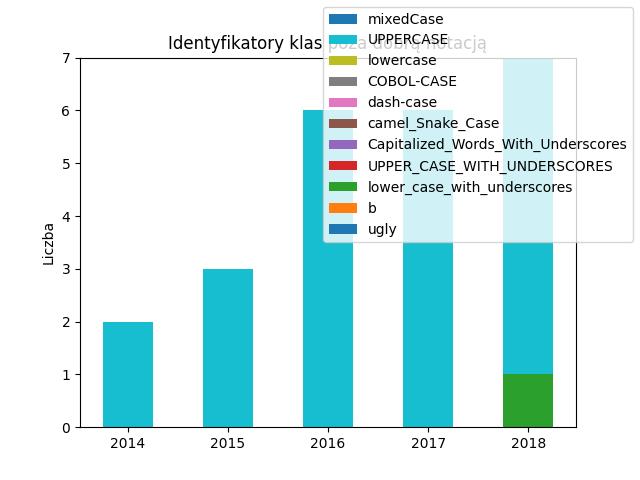 Identyfikatory klas poza dobrą notacją
mixedCase
UPPERCASE
lowercase
COBOL-CASE
dash-case
camel_Snake_Case
Capitalized_Words_With_Underscores
UPPER_CASE_WITH_UNDERSCORES
lower_case_with_underscores
b
ugly
Liczba
7
6
5
4
3
2
1
0
2014 2015 2016 2017 2018